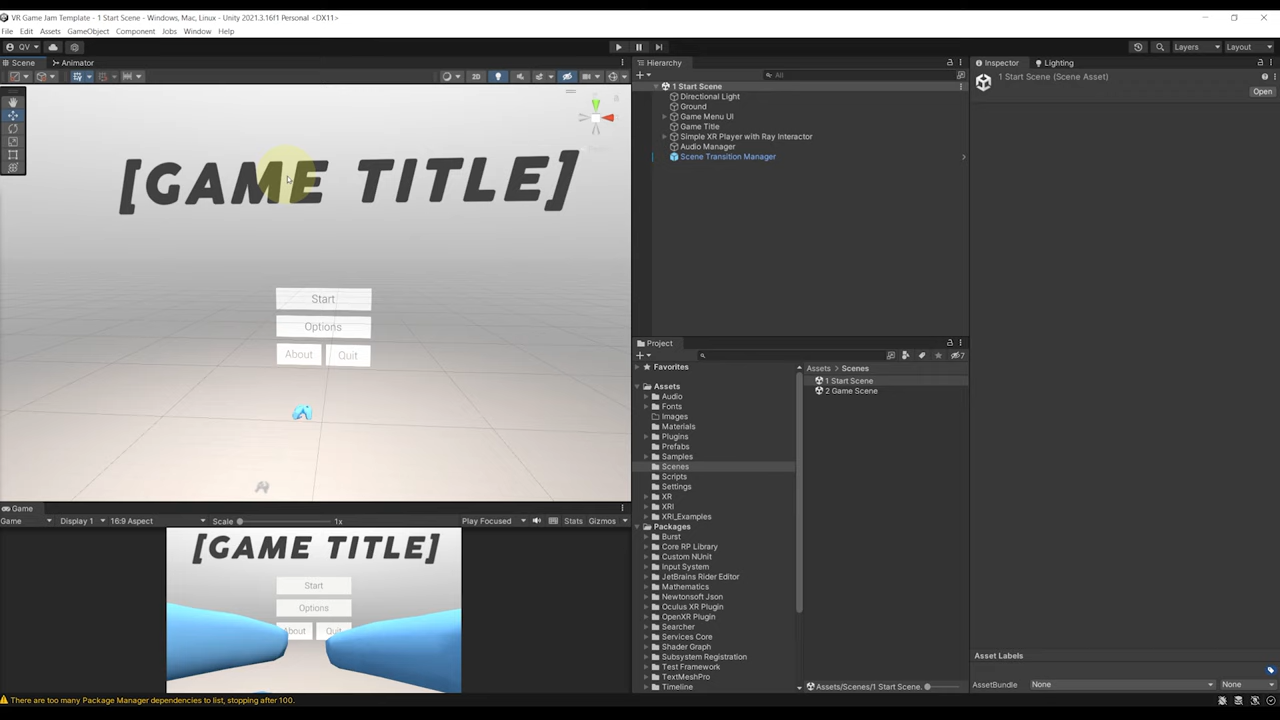 VR Game Jam Template - 1 Start Scene - Windows, Mac, Linux - Unity 2021.3.16f1 Personal <DX11>
File Edit Assets GameObject Component Jobs Window Help
QV Layers Layout
Scene Animator
2D
[GAME TITLE]
Start
Options
About Quit
Game
Game Display 1 16:9 Aspect Scale 1x Play Focused Stats Gizmos
[GAME TITLE]
Start
Options
About Quit
Hierarchy
All
1 Start Scene
Directional Light
Ground
Game Menu UI
Game Title
Simple XR Player with Ray Interactor
Audio Manager
Scene Transition Manager
Project
7
Favorites
Assets
Audio
Fonts
Images
Materials
Plugins
Prefabs
Samples
Scenes
Scripts
Settings
XR
XRI
XRI_Examples
Packages
Burst
Core RP Library
Custom NUnit
Input System
JetBrains Rider Editor
Mathematics
Newtonsoft Json
Oculus XR Plugin
OpenXR Plugin
Searcher
Services Core
Shader Graph
Subsystem Registration
Test Framework
TextMeshPro
Timeline
Assets > Scenes
1 Start Scene
2 Game Scene
Assets/Scenes/1 Start Scene.
Inspector Lighting
1 Start Scene (Scene Asset)
Open
Asset Labels
AssetBundle None None
There are too many Package Manager dependencies to list, stopping after 100.